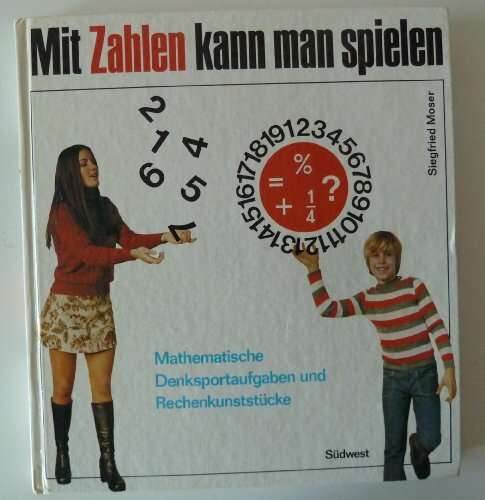 Mit Zahlen kann man spielen
Siegfried Moser
2
1 4
6 5
7
12345678910111213141516171819
= %
+ 1/4 ?
Mathematische
Denksportaufgaben und
Rechenkunststücke
Südwest